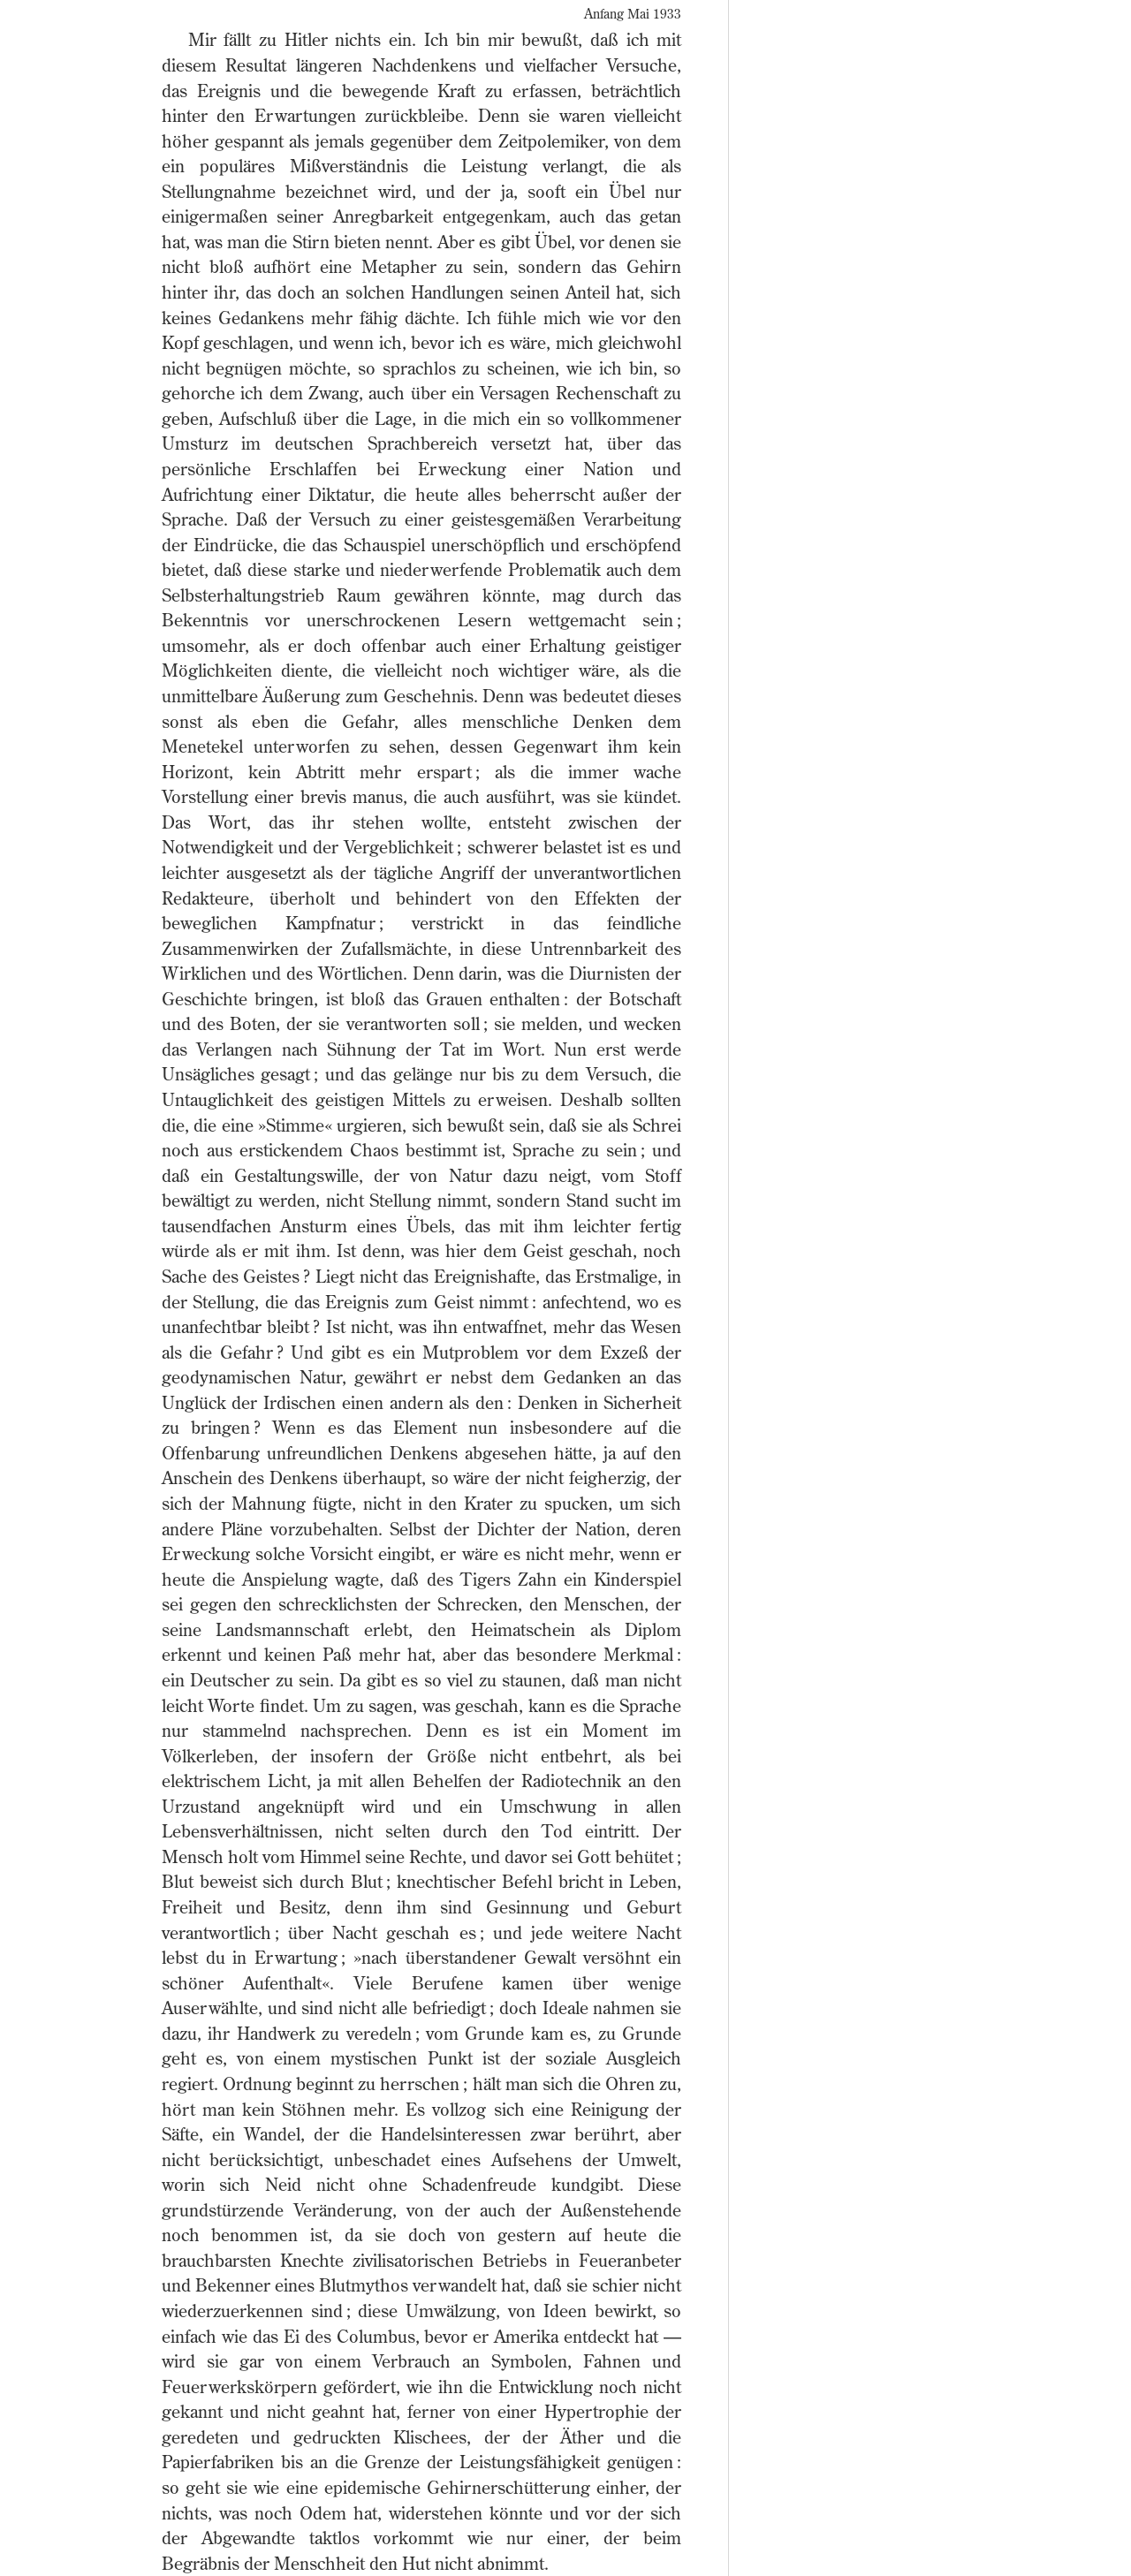 Anfang Mai 1933
Mir fällt zu Hitler nichts ein. Ich bin mir bewußt, daß ich mit
diesem Resultat längeren Nachdenkens und vielfacher Versuche,
das Ereignis und die bewegende Kraft zu erfassen, beträchtlich
hinter den Erwartungen zurückbleibe. Denn sie waren vielleicht
höher gespannt als jemals gegenüber dem Zeitpolemiker, von dem
ein populäres Mißverständnis die Leistung verlangt, die als
Stellungnahme bezeichnet wird, und der ja, sooft ein Übel nur
einigermaßen seiner Anregbarkeit entgegenkam, auch das getan
hat, was man die Stirn bieten nennt. Aber es gibt Übel, vor denen sie
nicht bloß aufhört eine Metapher zu sein, sondern das Gehirn
hinter ihr, das doch an solchen Handlungen seinen Anteil hat, sich
keines Gedankens mehr fähig dächte. Ich fühle mich wie vor den
Kopf geschlagen, und wenn ich, bevor ich es wäre, mich gleichwohl
nicht begnügen möchte, so sprachlos zu scheinen, wie ich bin, so
gehorche ich dem Zwang, auch über ein Versagen Rechenschaft zu
geben, Aufschluß über die Lage, in die mich ein so vollkommener
Umsturz im deutschen Sprachbereich versetzt hat, über das
persönliche Erschlaffen bei Erweckung einer Nation und
Aufrichtung einer Diktatur, die heute alles beherrscht außer der
Sprache. Daß der Versuch zu einer geistesgemäßen Verarbeitung
der Eindrücke, die das Schauspiel unerschöpflich und erschöpfend
bietet, daß diese starke und niederwerfende Problematik auch dem
Selbsterhaltungstrieb Raum gewähren könnte, mag durch das
Bekenntnis vor unerschrockenen Lesern wettgemacht sein ;
umsomehr, als er doch offenbar auch einer Erhaltung geistiger
Möglichkeiten diente, die vielleicht noch wichtiger wäre, als die
unmittelbare Äußerung zum Geschehnis. Denn was bedeutet dieses
sonst als eben die Gefahr, alles menschliche Denken dem
Menetekel unterworfen zu sehen, dessen Gegenwart ihm kein
Horizont, kein Abtritt mehr erspart ; als die immer wache
Vorstellung einer brevis manus, die auch ausführt, was sie kündet.
Das Wort, das ihr stehen wollte, entsteht zwischen der
Notwendigkeit und der Vergeblichkeit ; schwerer belastet ist es und
leichter ausgesetzt als der tägliche Angriff der unverantwortlichen
Redakteure, überholt und behindert von den Effekten der
beweglichen Kampfnatur ; verstrickt in das feindliche
Zusammenwirken der Zufallsmächte, in diese Untrennbarkeit des
Wirklichen und des Wörtlichen. Denn darin, was die Diurnisten der
Geschichte bringen, ist bloß das Grauen enthalten : der Botschaft
und des Boten, der sie verantworten soll ; sie melden, und wecken
das Verlangen nach Sühnung der Tat im Wort. Nun erst werde
Unsägliches gesagt ; und das gelänge nur bis zu dem Versuch, die
Untauglichkeit des geistigen Mittels zu erweisen. Deshalb sollten
die, die eine »Stimme« urgieren, sich bewußt sein, daß sie als Schrei
noch aus erstickendem Chaos bestimmt ist, Sprache zu sein ; und
daß ein Gestaltungswille, der von Natur dazu neigt, vom Stoff
bewältigt zu werden, nicht Stellung nimmt, sondern Stand sucht im
tausendfachen Ansturm eines Übels, das mit ihm leichter fertig
würde als er mit ihm. Ist denn, was hier dem Geist geschah, noch
Sache des Geistes ? Liegt nicht das Ereignishafte, das Erstmalige, in
der Stellung, die das Ereignis zum Geist nimmt : anfechtend, wo es
unanfechtbar bleibt ? Ist nicht, was ihn entwaffnet, mehr das Wesen
als die Gefahr ? Und gibt es ein Mutproblem vor dem Exzeß der
geodynamischen Natur, gewährt er nebst dem Gedanken an das
Unglück der Irdischen einen andern als den : Denken in Sicherheit
zu bringen ? Wenn es das Element nun insbesondere auf die
Offenbarung unfreundlichen Denkens abgesehen hätte, ja auf den
Anschein des Denkens überhaupt, so wäre der nicht feigherzig, der
sich der Mahnung fügte, nicht in den Krater zu spucken, um sich
andere Pläne vorzubehalten. Selbst der Dichter der Nation, deren
Erweckung solche Vorsicht eingibt, er wäre es nicht mehr, wenn er
heute die Anspielung wagte, daß des Tigers Zahn ein Kinderspiel
sei gegen den schrecklichsten der Schrecken, den Menschen, der
seine Landsmannschaft erlebt, den Heimatschein als Diplom
erkennt und keinen Paß mehr hat, aber das besondere Merkmal :
ein Deutscher zu sein. Da gibt es so viel zu staunen, daß man nicht
leicht Worte findet. Um zu sagen, was geschah, kann es die Sprache
nur stammelnd nachsprechen. Denn es ist ein Moment im
Völkerleben, der insofern der Größe nicht entbehrt, als bei
elektrischem Licht, ja mit allen Behelfen der Radiotechnik an den
Urzustand angeknüpft wird und ein Umschwung in allen
Lebensverhältnissen, nicht selten durch den Tod eintritt. Der
Mensch holt vom Himmel seine Rechte, und davor sei Gott behütet ;
Blut beweist sich durch Blut ; knechtischer Befehl bricht in Leben,
Freiheit und Besitz, denn ihm sind Gesinnung und Geburt
verantwortlich ; über Nacht geschah es ; und jede weitere Nacht
lebst du in Erwartung ; »nach überstandener Gewalt versöhnt ein
schöner Aufenthalt«. Viele Berufene kamen über wenige
Auserwählte, und sind nicht alle befriedigt ; doch Ideale nahmen sie
dazu, ihr Handwerk zu veredeln ; vom Grunde kam es, zu Grunde
geht es, von einem mystischen Punkt ist der soziale Ausgleich
regiert. Ordnung beginnt zu herrschen ; hält man sich die Ohren zu,
hört man kein Stöhnen mehr. Es vollzog sich eine Reinigung der
Säfte, ein Wandel, der die Handelsinteressen zwar berührt, aber
nicht berücksichtigt, unbeschadet eines Aufsehens der Umwelt,
worin sich Neid nicht ohne Schadenfreude kundgibt. Diese
grundstürzende Veränderung, von der auch der Außenstehende
noch benommen ist, da sie doch von gestern auf heute die
brauchbarsten Knechte zivilisatorischen Betriebs in Feueranbeter
und Bekenner eines Blutmythos verwandelt hat, daß sie schier nicht
wiederzuerkennen sind ; diese Umwälzung, von Ideen bewirkt, so
einfach wie das Ei des Columbus, bevor er Amerika entdeckt hat —
wird sie gar von einem Verbrauch an Symbolen, Fahnen und
Feuerwerkskörpern gefördert, wie ihn die Entwicklung noch nicht
gekannt und nicht geahnt hat, ferner von einer Hypertrophie der
geredeten und gedruckten Klischees, der der Äther und die
Papierfabriken bis an die Grenze der Leistungsfähigkeit genügen :
so geht sie wie eine epidemische Gehirnerschütterung einher, der
nichts, was noch Odem hat, widerstehen könnte und vor der sich
der Abgewandte taktlos vorkommt wie nur einer, der beim
Begräbnis der Menschheit den Hut nicht abnimmt.